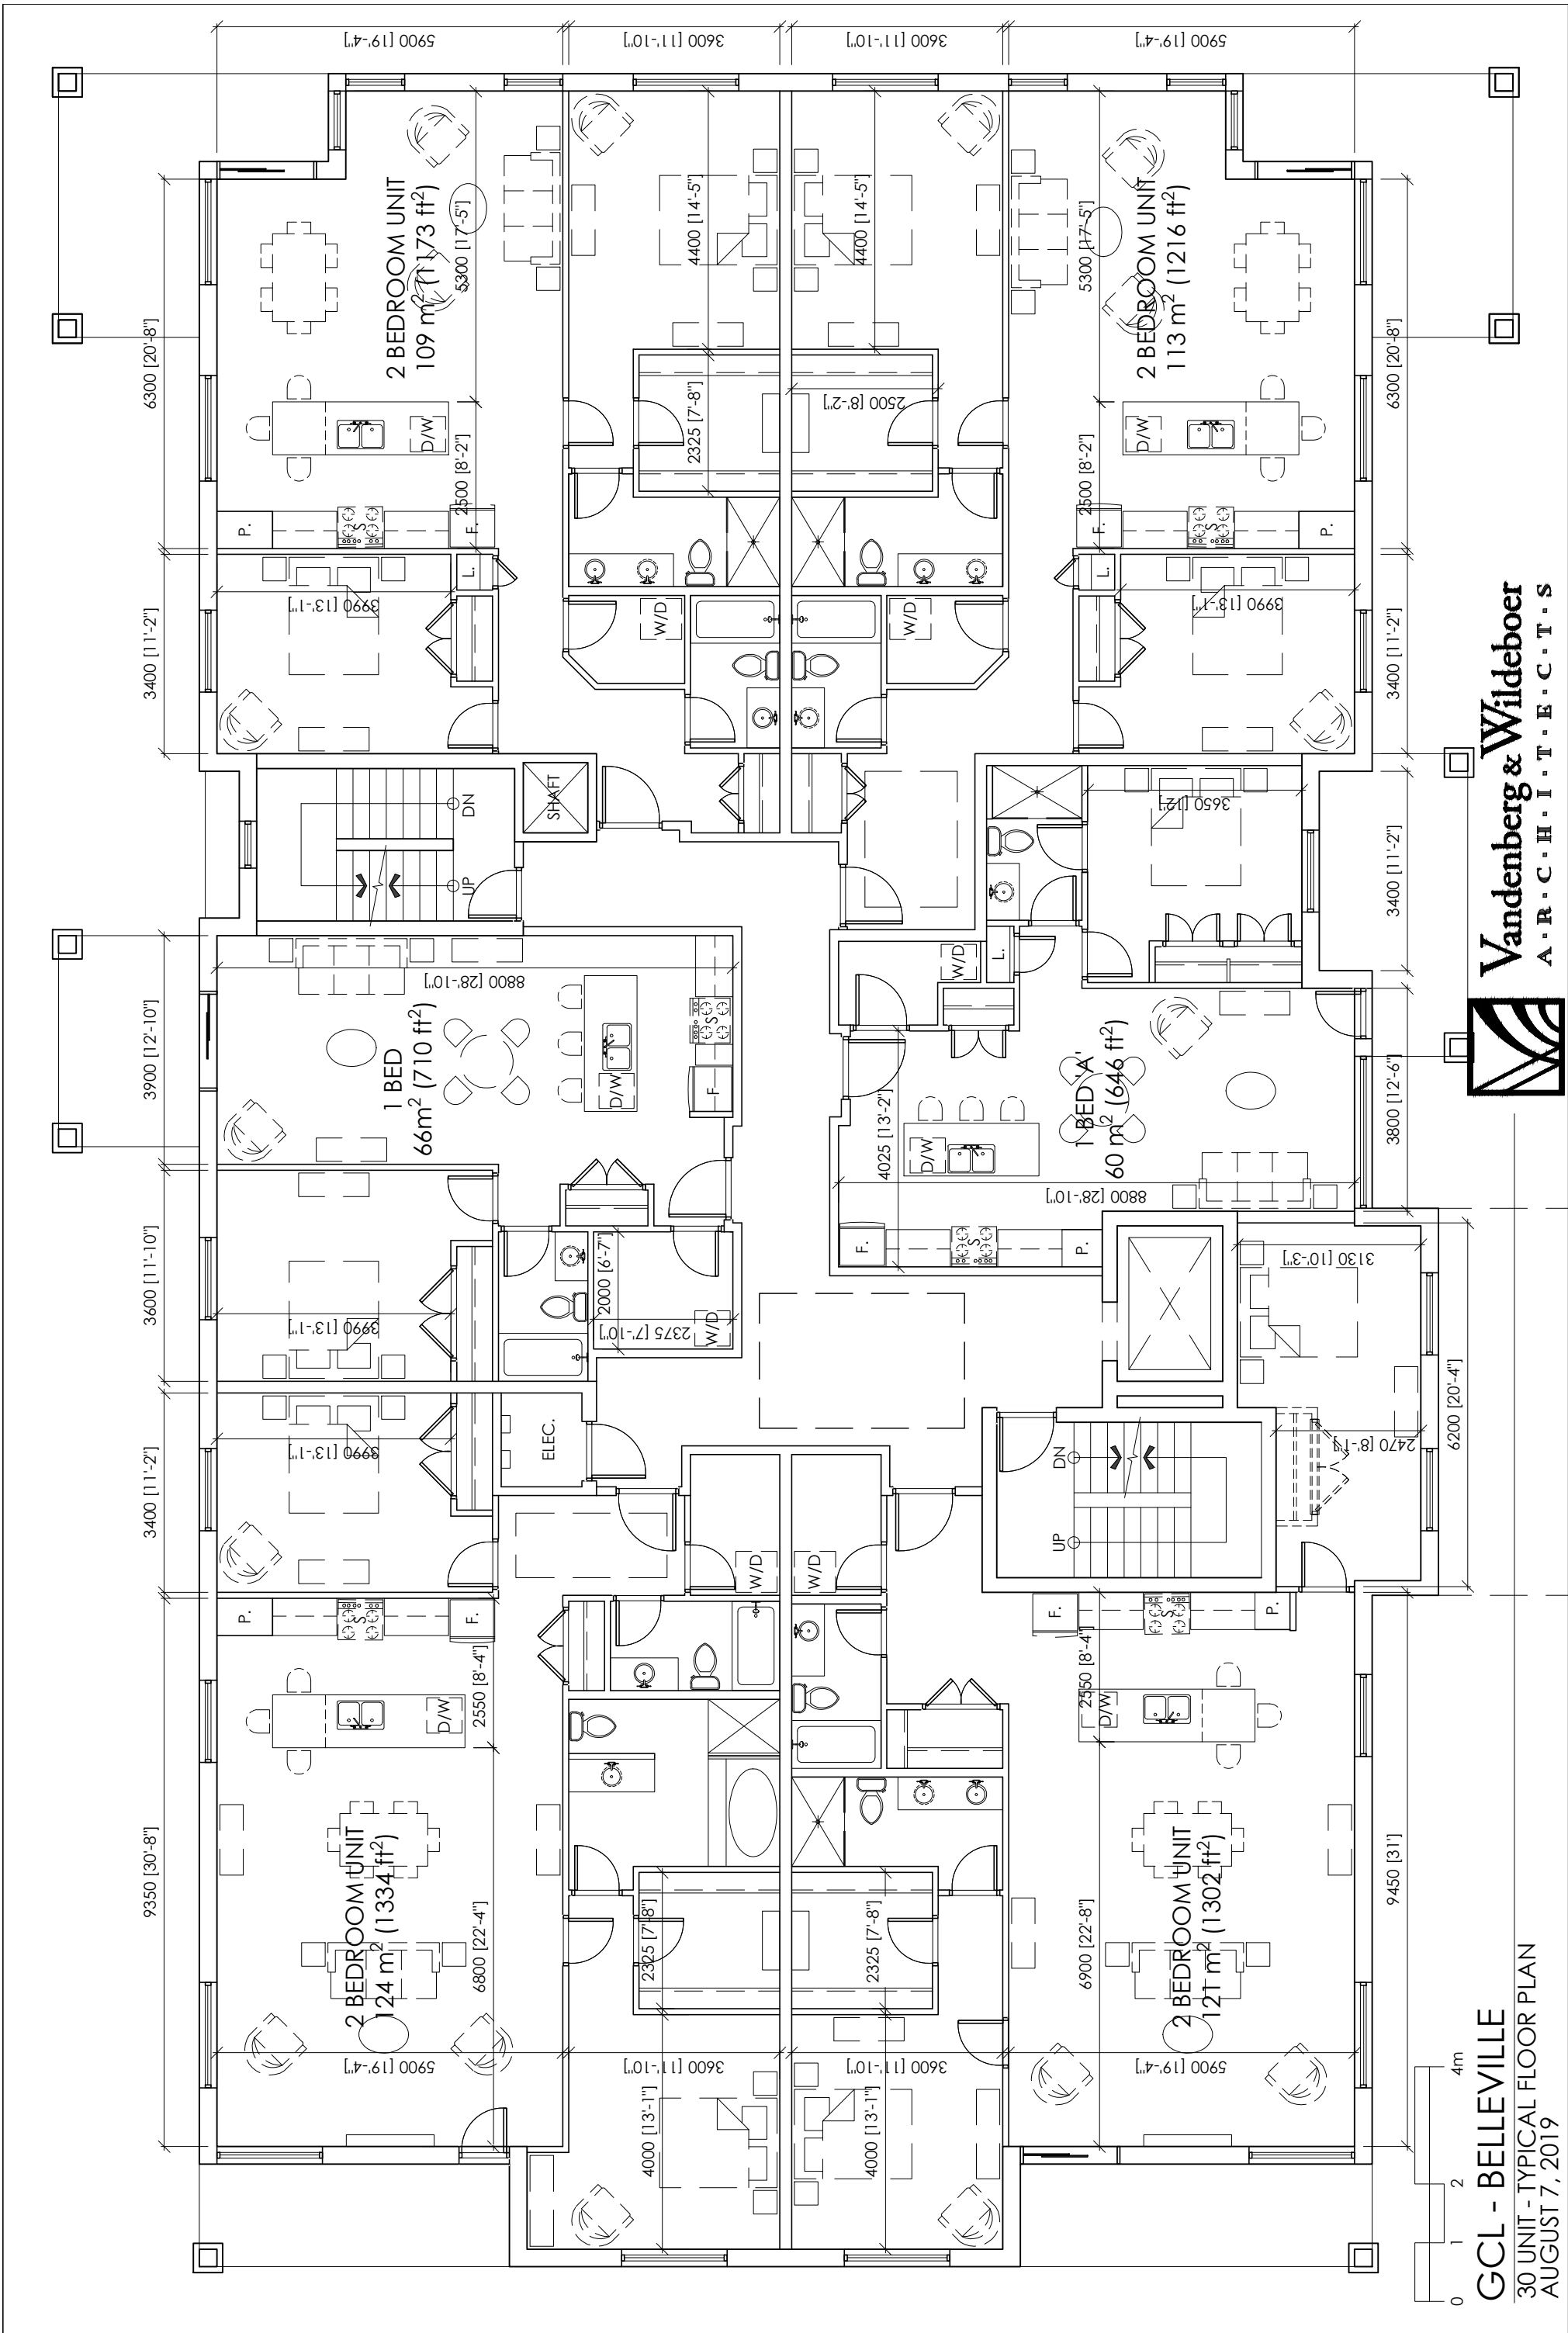 5900 [19'-4"]
3600 [11'-10"]
3600 [11'-10"]
5900 [19'-4"]
6300 [20'-8"]
3400 [11'-2"]
3900 [12'-10"]
3600 [11'-10"]
3400 [11'-2"]
9350 [30'-8"]
2 BEDROOM UNIT
109 m² (1173 ft²)
5300 [17'-5"]
2500 [8'-2"]
D/W
P.
S
F.
L.
3990 [13'-1"]
4400 [14'-5"]
2325 [7'-8"]
W/D
4400 [14'-5"]
2500 [8'-2"]
W/D
2 BEDROOM UNIT
113 m² (1216 ft²)
5300 [17'-5"]
2500 [8'-2"]
D/W
F.
S
P.
L.
3990 [13'-1"]
6300 [20'-8"]
3400 [11'-2"]
3400 [11'-2"]
3800 [12'-6"]
6200 [20'-4"]
9450 [31']
SHAFT
DN
UP
1 BED
66m² (710 ft²)
8800 [28'-10"]
D/W
S
F.
3990 [13'-1"]
2000 [6'-7"]
2375 [7'-10"]
W/D
3650 [12']
W/D
L.
1 BED 'A'
60 m² (646 ft²)
4025 [13'-2"]
8800 [28'-10"]
D/W
F.
S
P.
3130 [10'-3"]
2470 [8'-1"]
DN
UP
ELEC.
3990 [13'-1"]
W/D
W/D
P.
S
F.
D/W
2550 [8'-4"]
2 BEDROOM UNIT
124 m² (1334 ft²)
6800 [22'-4"]
5900 [19'-4"]
2325 [7'-8"]
4000 [13'-1"]
3600 [11'-10"]
2325 [7'-8"]
4000 [13'-1"]
3600 [11'-10"]
F.
S
P.
D/W
2550 [8'-4"]
2 BEDROOM UNIT
121 m² (1302 ft²)
6900 [22'-8"]
5900 [19'-4"]
0 1 2 4m
GCL - BELLEVILLE
30 UNIT - TYPICAL FLOOR PLAN
AUGUST 7, 2019
Vandenberg & Wildeboer
A·R·C·H·I·T·E·C·T·S